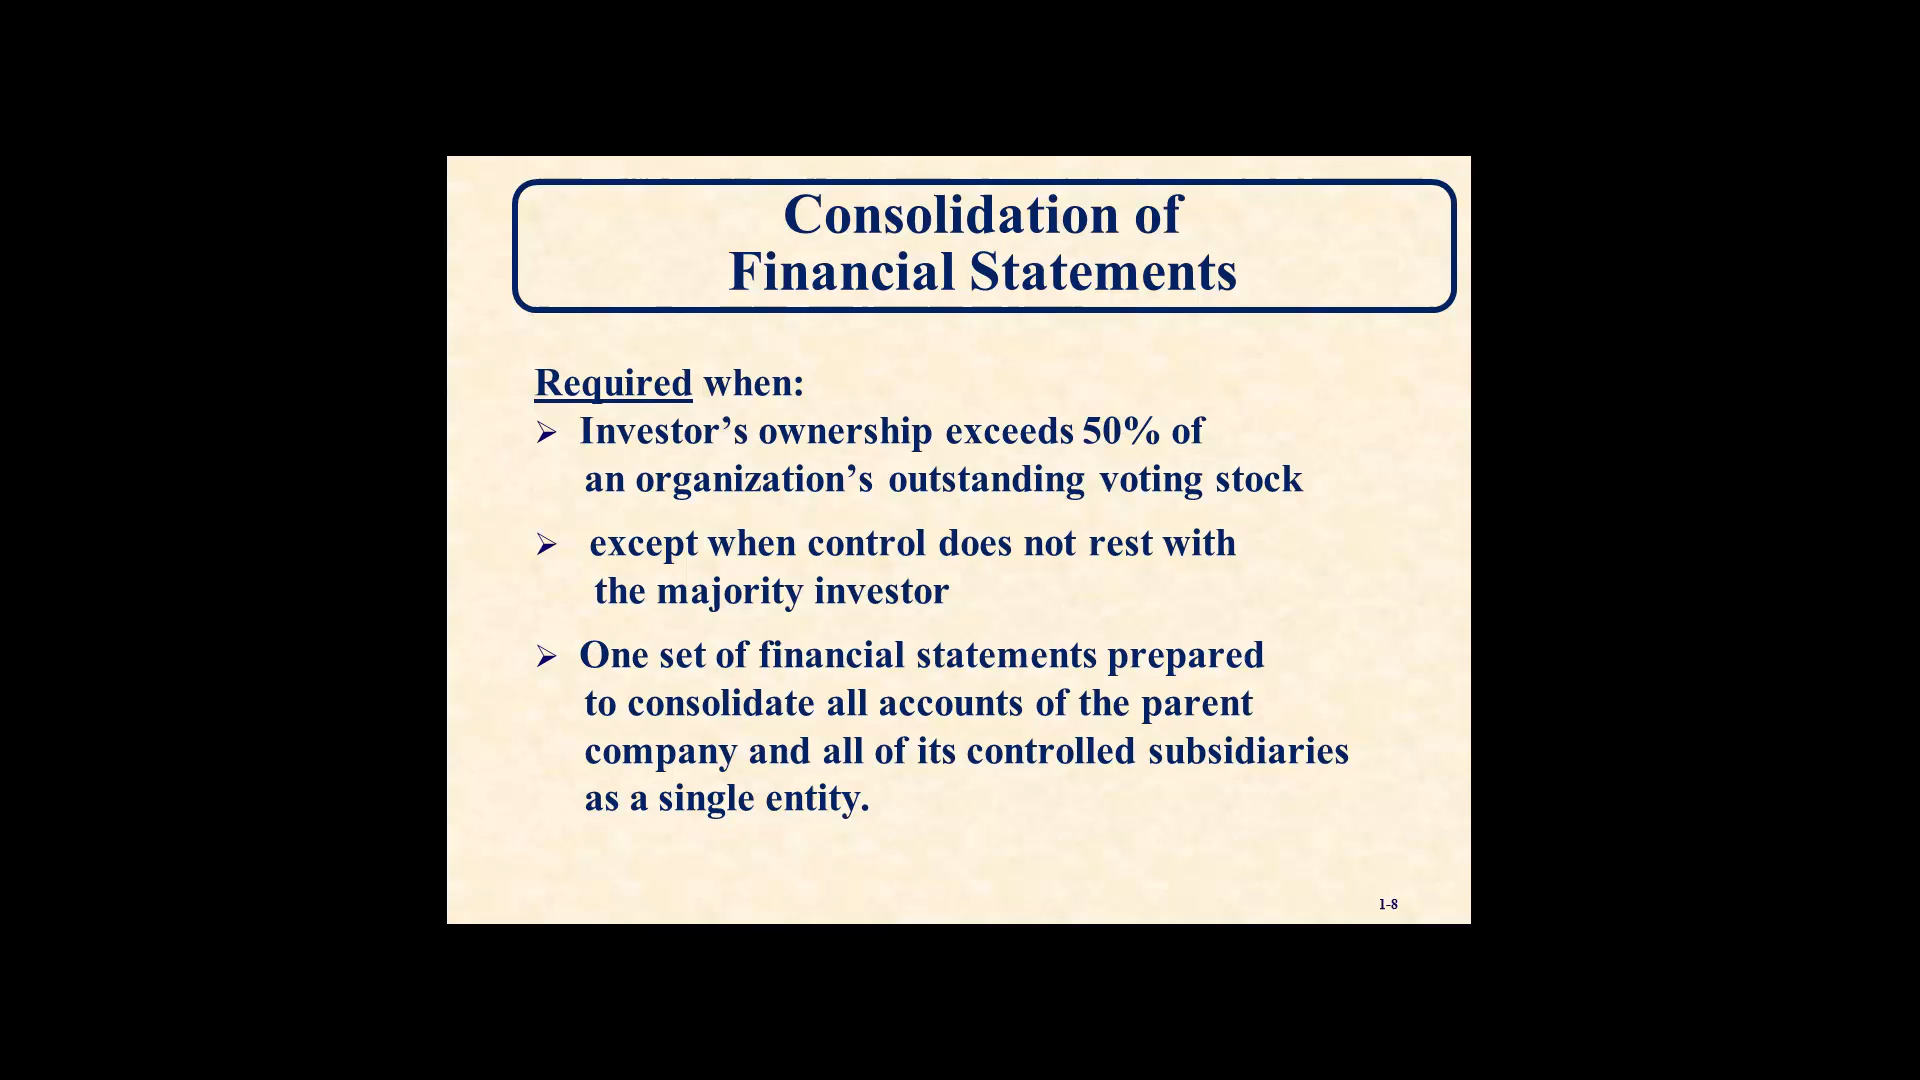 Consolidation of
Financial Statements
Required when:
➢ Investor’s ownership exceeds 50% of
an organization’s outstanding voting stock
➢ except when control does not rest with
the majority investor
➢ One set of financial statements prepared
to consolidate all accounts of the parent
company and all of its controlled subsidiaries
as a single entity.
1-8